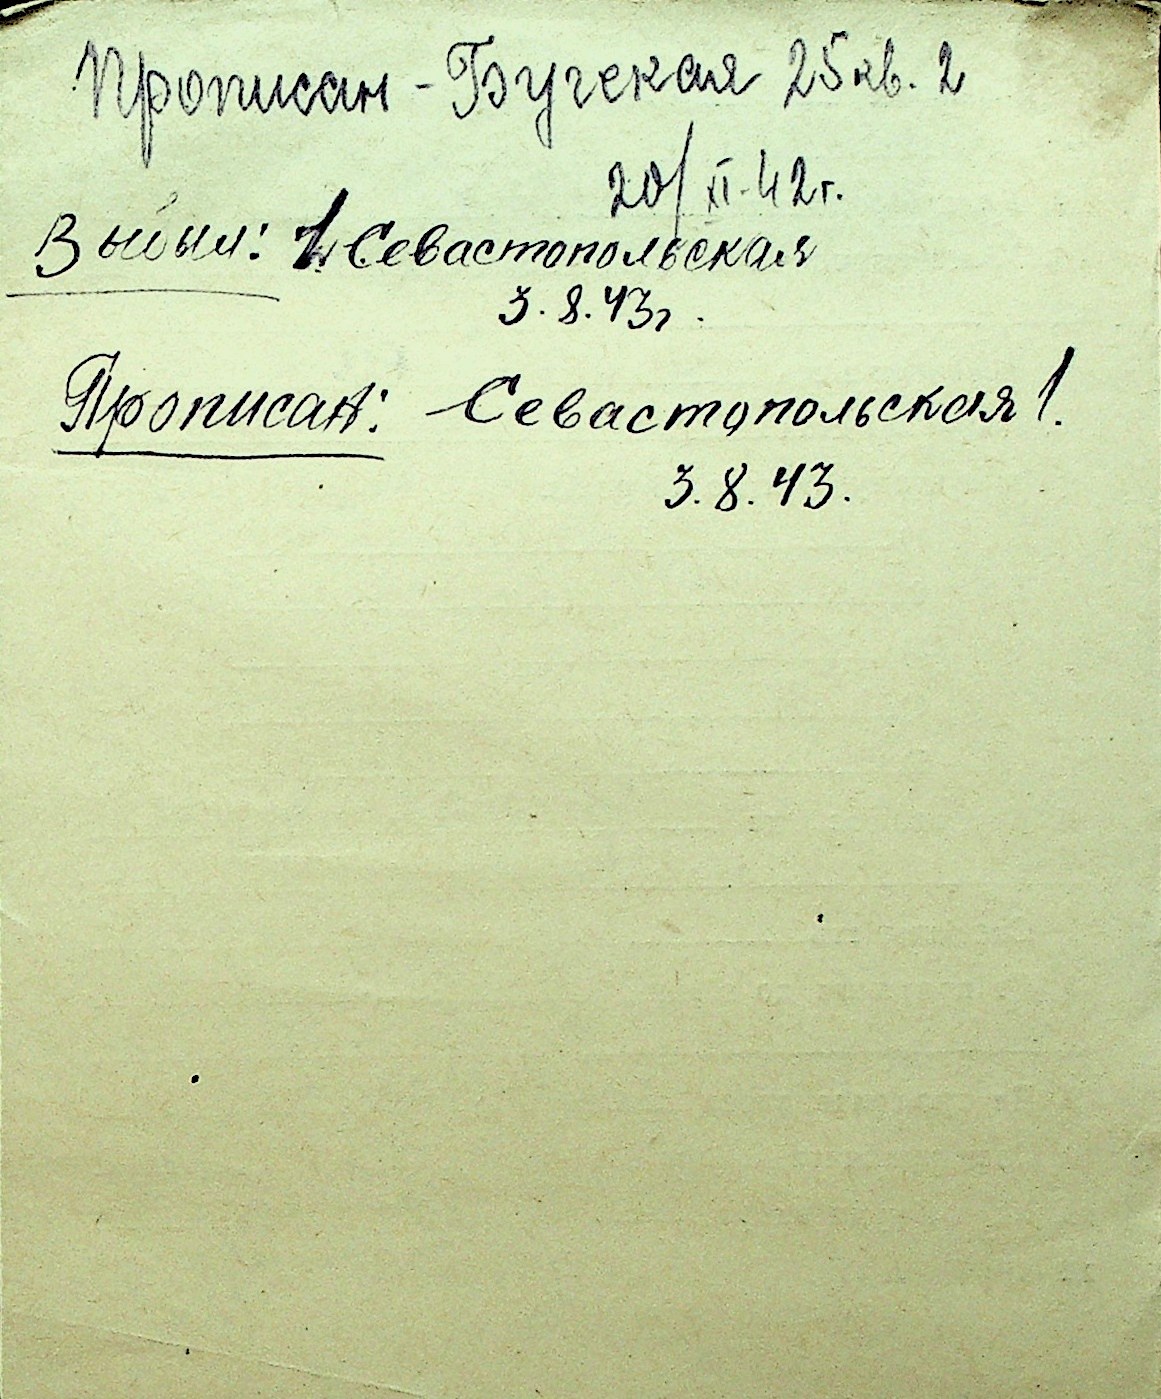 Прописан - Бугская 25 кв. 2
20/XI-42г.
Выбыл: Севастопольская
3.8.43г.
Прописан: Севастопольская 1.
3.8.43.